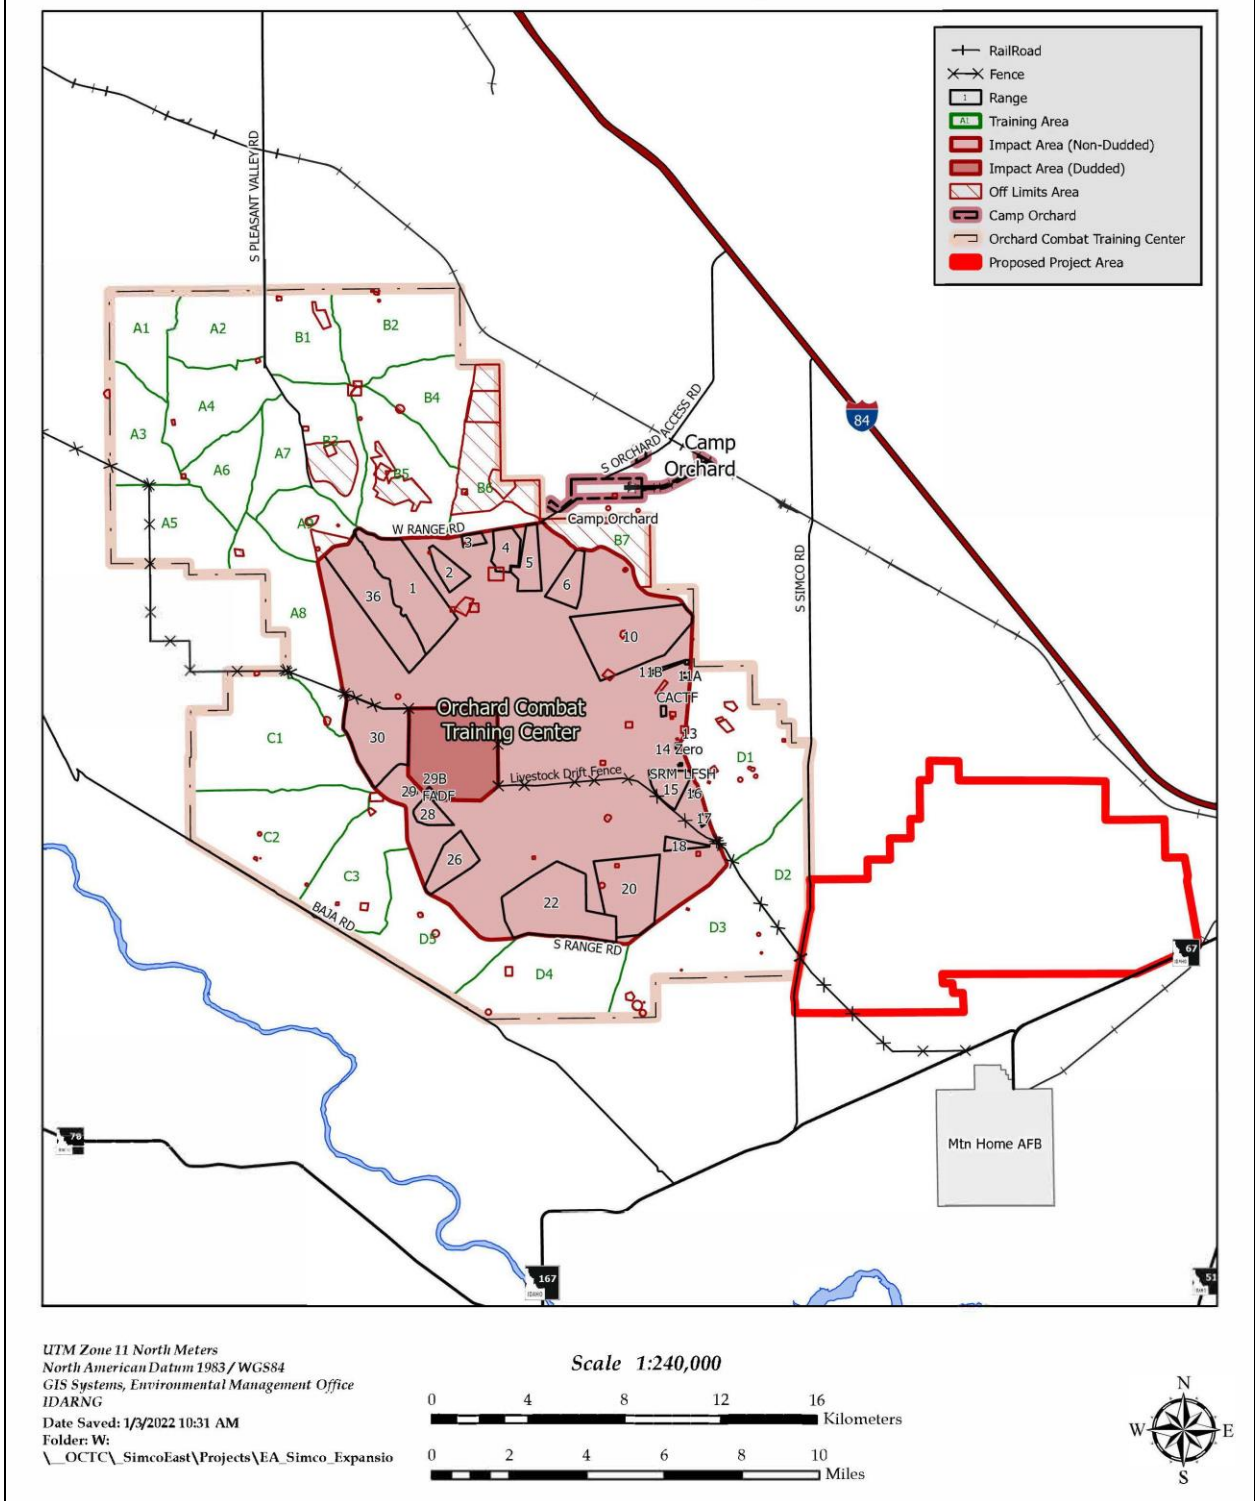 RailRoad
Fence
1 Range
A1 Training Area
Impact Area (Non-Dudded)
Impact Area (Dudded)
Off Limits Area
Camp Orchard
Orchard Combat Training Center
Proposed Project Area
S PLEASANT VALLEY RD
A1
A2
B1
B2
84
A4
B4
S ORCHARD ACCESS RD
Camp
Orchard
A3
A7
B3
A6
B5
B6
A5
A9
W RANGE RD
Camp Orchard
B7
S SIMCO RD
3
4
5
2
1
6
36
A8
10
11B
11A
CACTF
Orchard Combat
Training Center
C1
30
13
14 Zero
D1
Livestock Drift Fence
SRM LFSH
29B
29
FADF
15
16
28
17
C2
18
26
C3
D2
20
22
BAJA RD
D5
D3
S RANGE RD
D4
67
Mtn Home AFB
78
167
IDAHO
51
UTM Zone 11 North Meters
North American Datum 1983 / WGS84
GIS Systems, Environmental Management Office
IDARNG
Date Saved: 1/3/2022 10:31 AM
Folder: W:
\__OCTC\_SimcoEast\Projects\EA_Simco_Expansio
Scale 1:240,000
0 4 8 12 16
Kilometers
0 2 4 6 8 10
Miles
N
W E
S